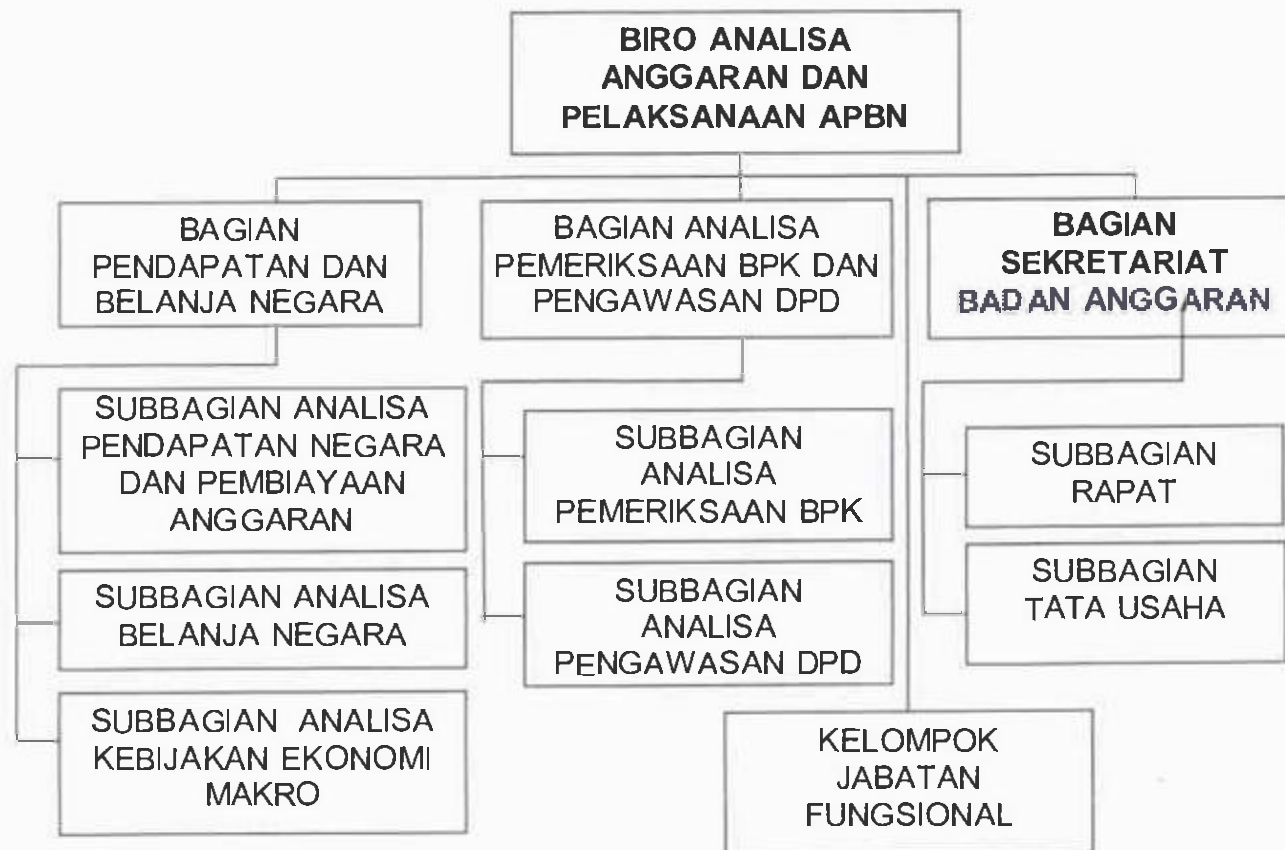 BIRO ANALISA
ANGGARAN DAN
PELAKSANAAN APBN
BAGIAN
PENDAPATAN DAN
BELANJA NEGARA
BAGIAN ANALISA
PEMERIKSAAN BPK DAN
PENGAWASAN DPD
BAGIAN
SEKRETARIAT
BADAN ANGGARAN
SUBBAGIAN ANALISA
PENDAPATAN NEGARA
DAN PEMBIAYAAN
ANGGARAN
SUBBAGIAN ANALISA
BELANJA NEGARA
SUBBAGIAN ANALISA
KEBIJAKAN EKONOMI
MAKRO
SUBBAGIAN
ANALISA
PEMERIKSAAN BPK
SUBBAGIAN
ANALISA
PENGAWASAN DPD
SUBBAGIAN
RAPAT
SUBBAGIAN
TATA USAHA
KELOMPOK
JABATAN
FUNGSIONAL